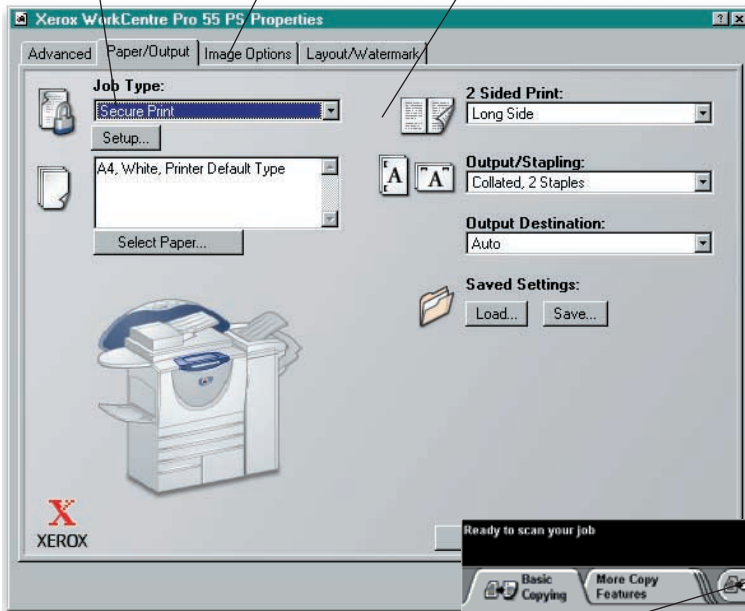 Xerox WorkCentre Pro 55 PS Properties
Advanced
Paper/Output
Image Options
Layout/Watermark
Job Type:
Secure Print
Setup...
A4, White, Printer Default Type
Select Paper...
2 Sided Print:
Long Side
Output/Stapling:
A "A"
Collated, 2 Staples
Output Destination:
Auto
Saved Settings:
Load...
Save...
X
XEROX
Ready to scan your job
Basic
Copying
More Copy
Features